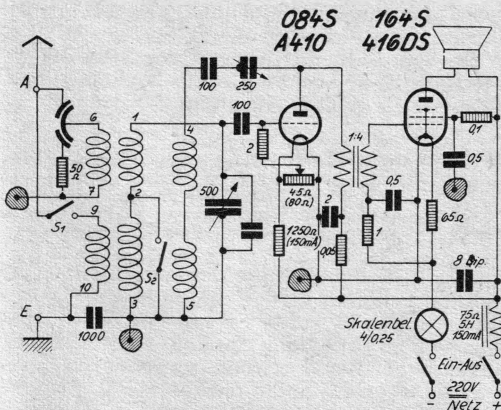 084S 164S
A410 416DS
A
6
1
4
100
250
100
2
1:4
0,1
0,5
50
Ω
7
2
S1
9
S2
500
45Ω
(80Ω)
1250Ω
(150mA)
2
0,05
0,5
1
65Ω
10
3
5
E
1000
8
Skalenbel.
4/0,25
75Ω
5H
150mA
Ein-Aus
220V
- Netz +